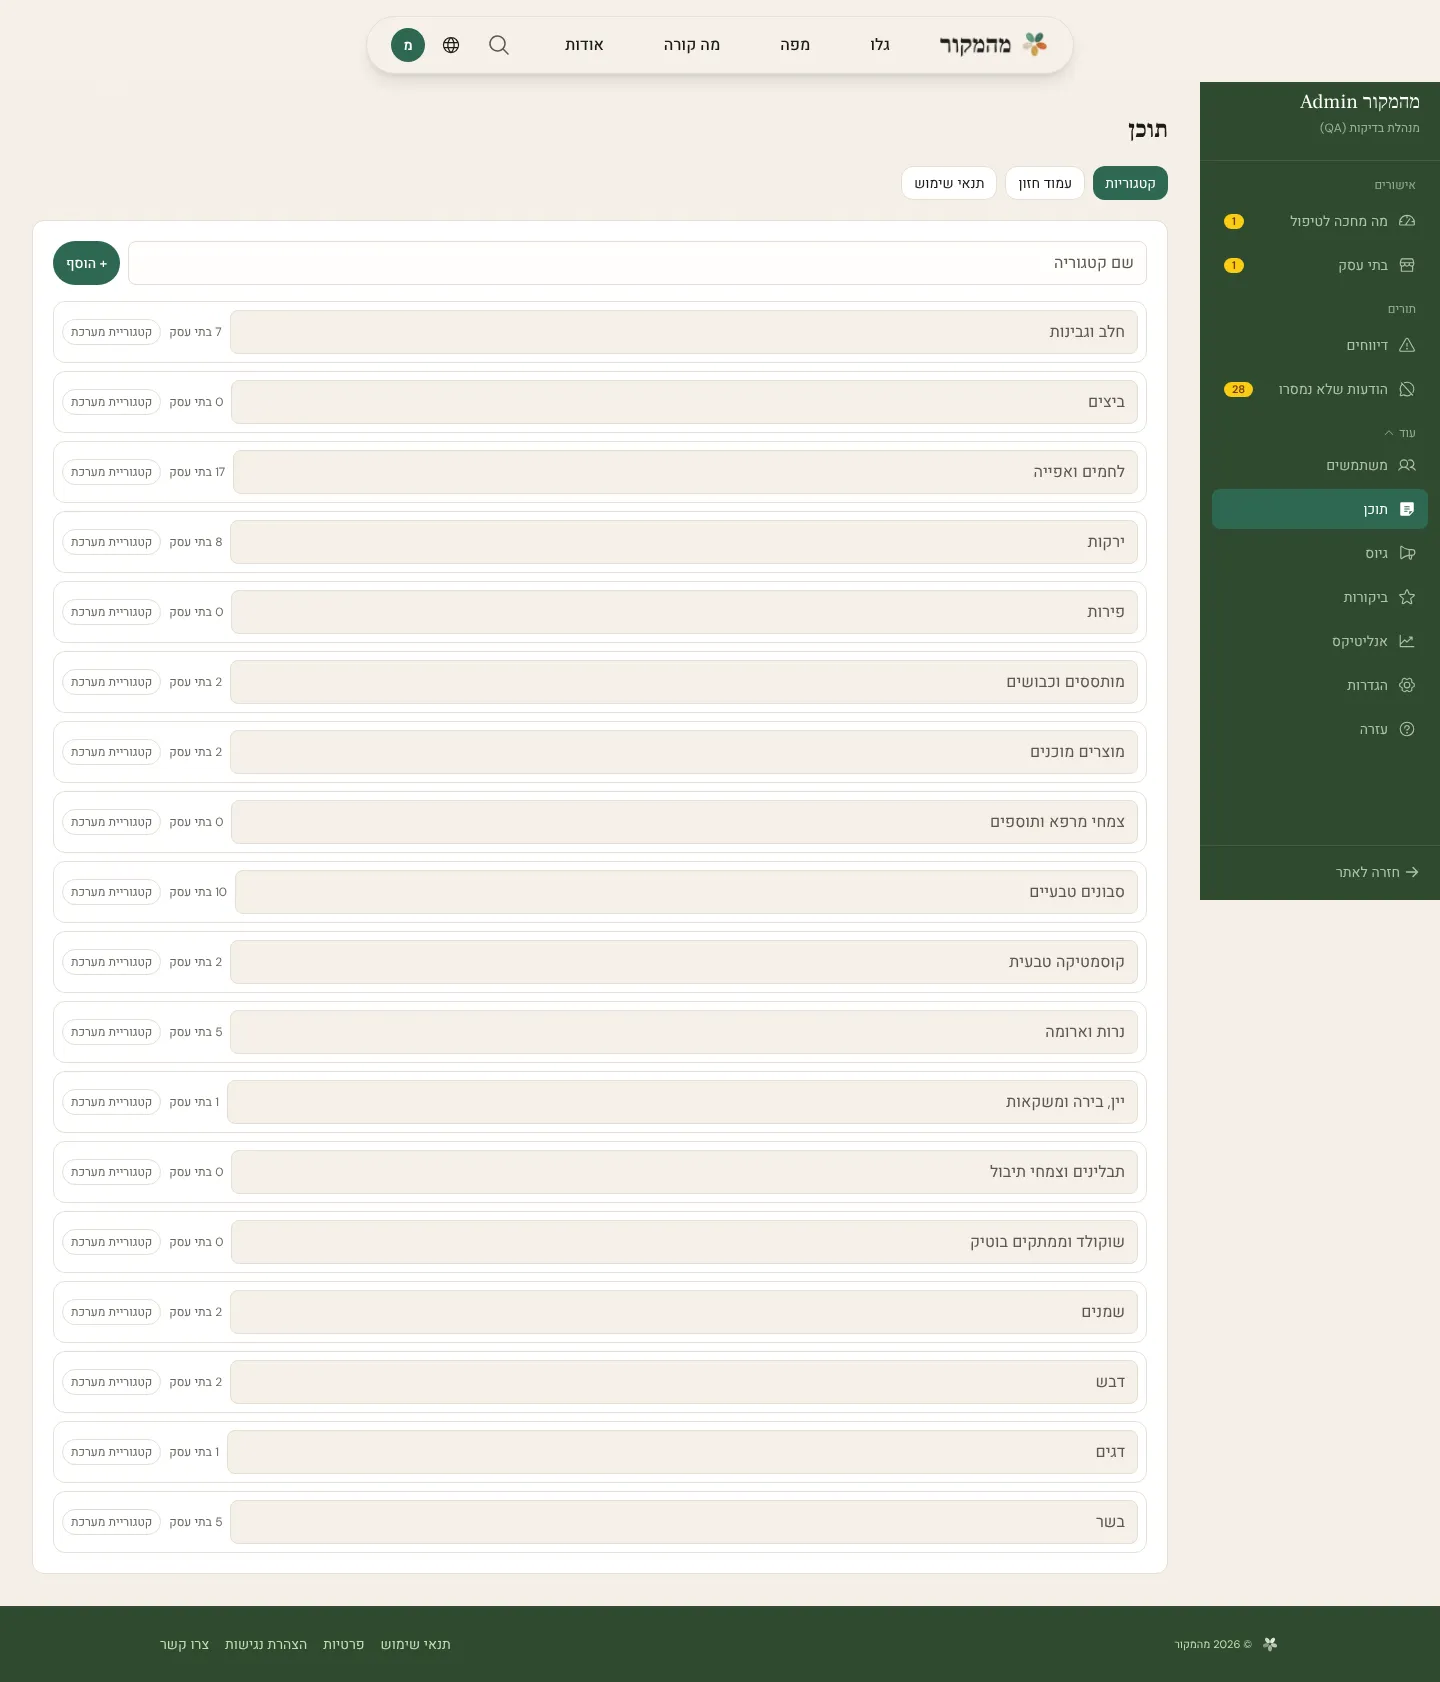 מהמקור
גלו
מפה
מה קורה
אודות
מ
מהמקור Admin
מנהלת בדיקות (QA)
אישורים
מה מחכה לטיפול 1
בתי עסק 1
תורים
דיווחים
הודעות שלא נמסרו 28
עוד
משתמשים
תוכן
גיוס
ביקורות
אנליטיקס
הגדרות
עזרה
חזרה לאתר
תוכן
קטגוריות
עמוד חזון
תנאי שימוש
שם קטגוריה
+ הוסף
חלב וגבינות 7 בתי עסק קטגוריית מערכת
ביצים 0 בתי עסק קטגוריית מערכת
לחמים ואפייה 17 בתי עסק קטגוריית מערכת
ירקות 8 בתי עסק קטגוריית מערכת
פירות 0 בתי עסק קטגוריית מערכת
מותססים וכבושים 2 בתי עסק קטגוריית מערכת
מוצרים מוכנים 2 בתי עסק קטגוריית מערכת
צמחי מרפא ותוספים 0 בתי עסק קטגוריית מערכת
סבונים טבעיים 10 בתי עסק קטגוריית מערכת
קוסמטיקה טבעית 2 בתי עסק קטגוריית מערכת
נרות וארומה 5 בתי עסק קטגוריית מערכת
יין, בירה ומשקאות 1 בתי עסק קטגוריית מערכת
תבלינים וצמחי תיבול 0 בתי עסק קטגוריית מערכת
שוקולד וממתקים בוטיק 0 בתי עסק קטגוריית מערכת
שמנים 2 בתי עסק קטגוריית מערכת
דבש 2 בתי עסק קטגוריית מערכת
דגים 1 בתי עסק קטגוריית מערכת
בשר 5 בתי עסק קטגוריית מערכת
© 2026 מהמקור
תנאי שימוש
פרטיות
הצהרת נגישות
צרו קשר